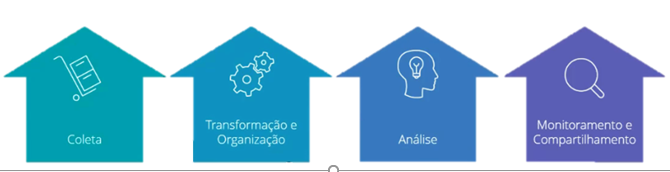 Coleta
Transformação e
Organização
Análise
Monitoramento e
Compartilhamento